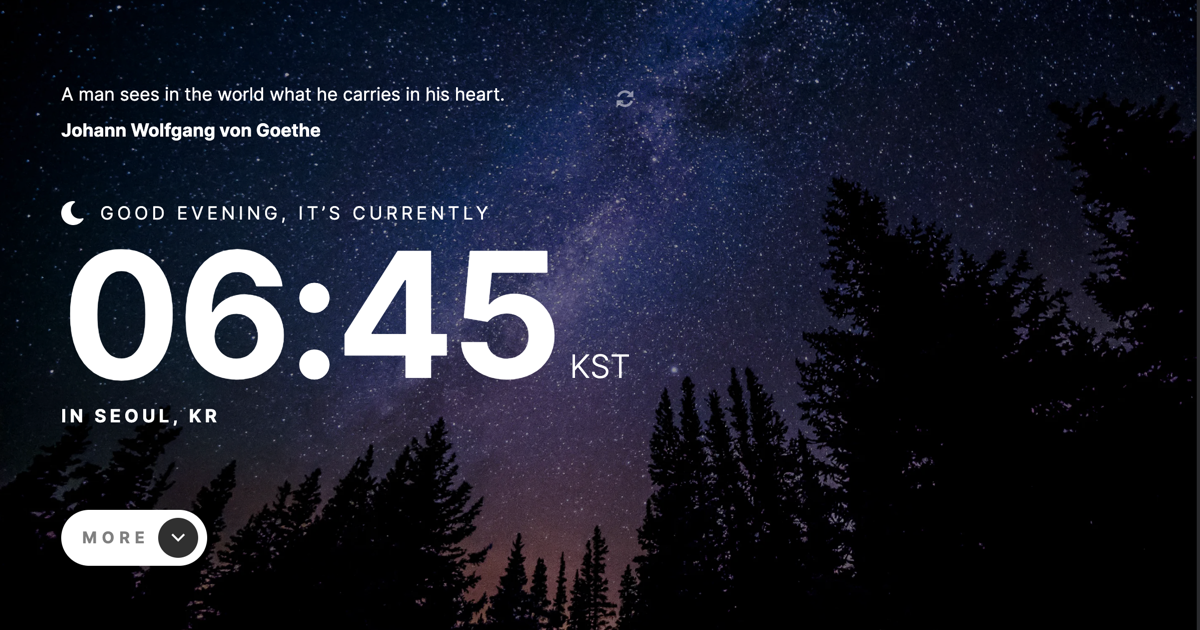 A man sees in the world what he carries in his heart.
Johann Wolfgang von Goethe
GOOD EVENING, IT’S CURRENTLY
06:45 KST
IN SEOUL, KR
MORE